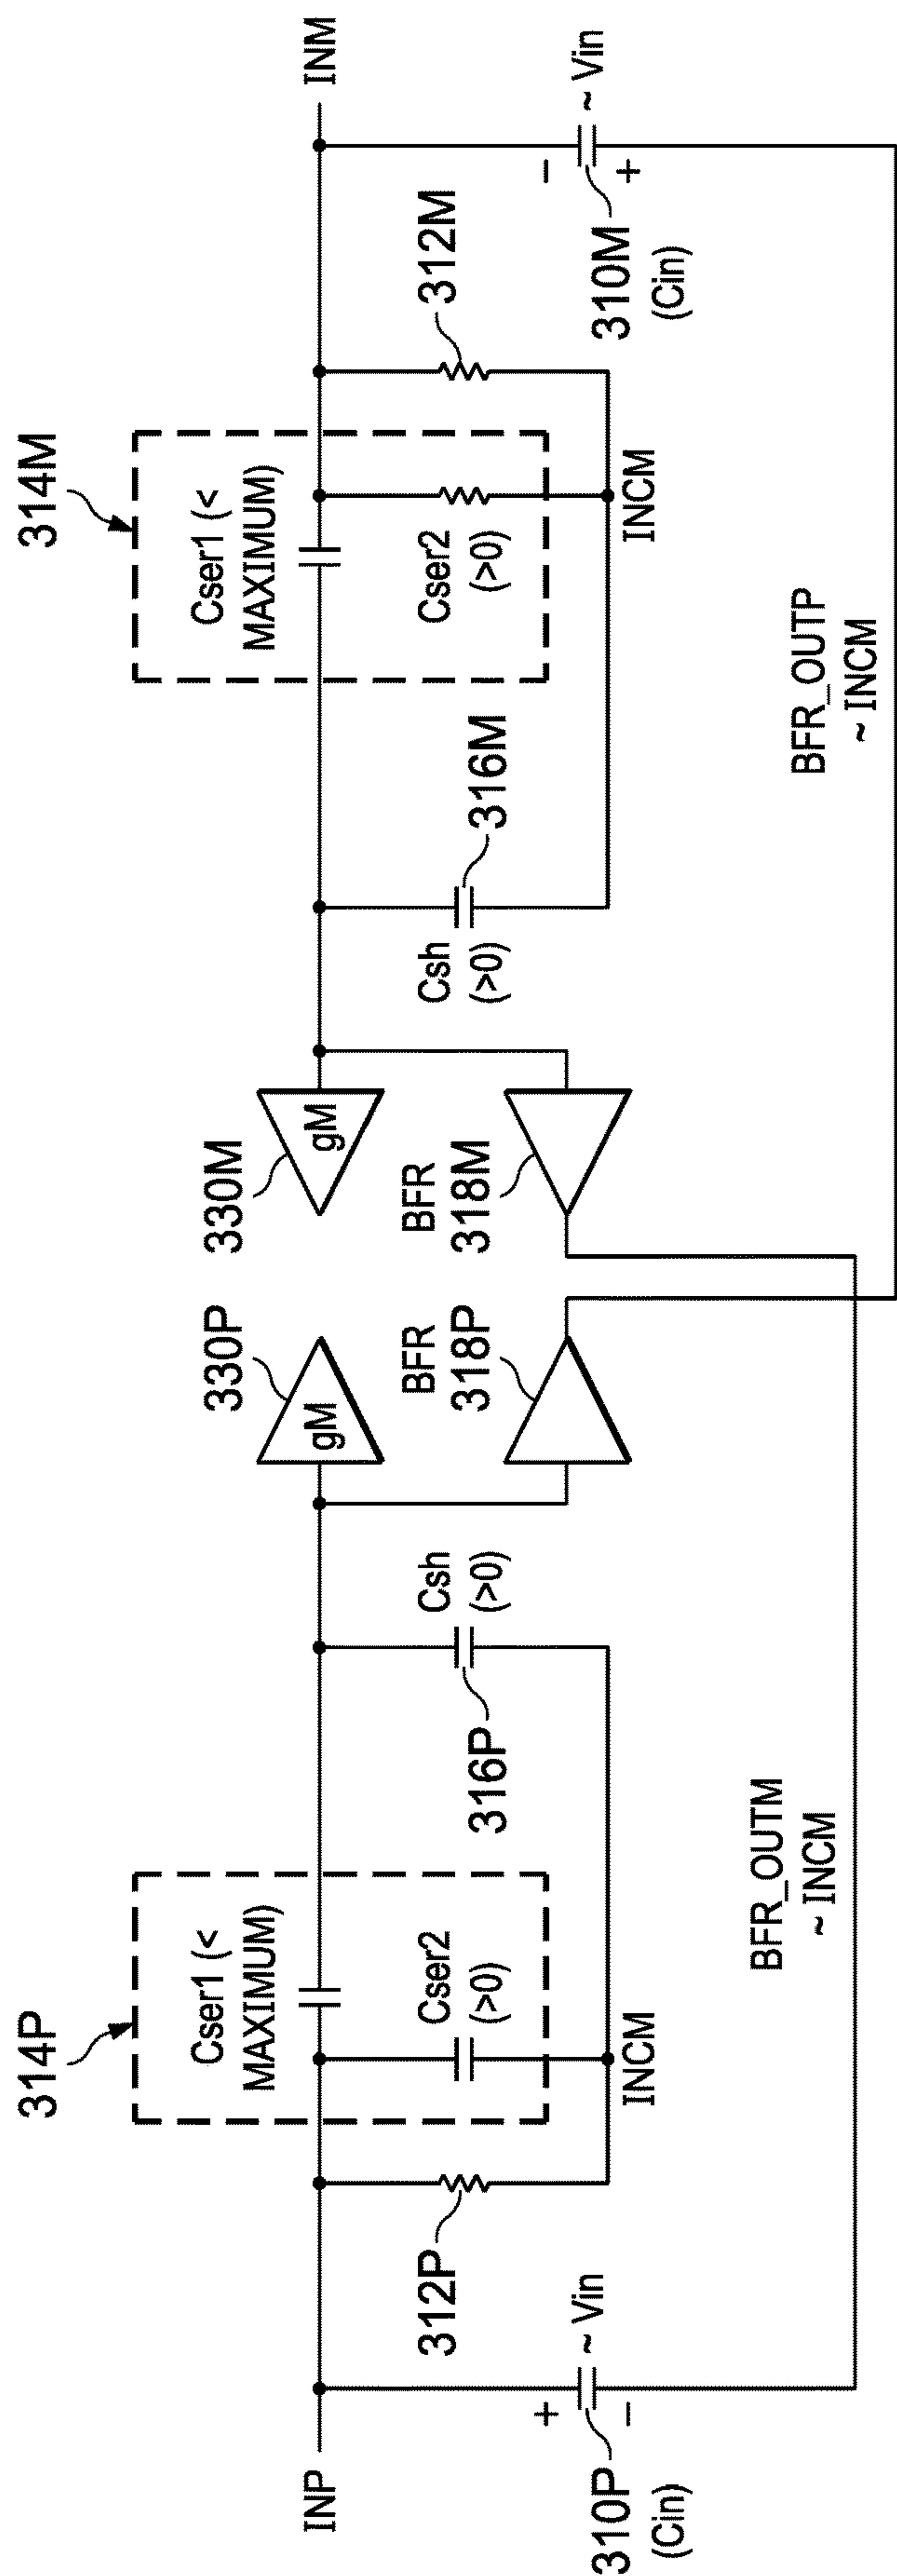 314P
314M
Cser1 (<
MAXIMUM)
Cser1 (<
MAXIMUM)
330P
330M
gM
gM
INP
INM
312P
Cser2
(>0)
316P
Csh
(>0)
BFR
318P
BFR
318M
Csh
(>0)
316M
Cser2
(>0)
312M
+
~ Vin
–
–
~ Vin
+
310P
(Cin)
310M
(Cin)
INCM
INCM
BFR_OUTM
~ INCM
BFR_OUTP
~ INCM